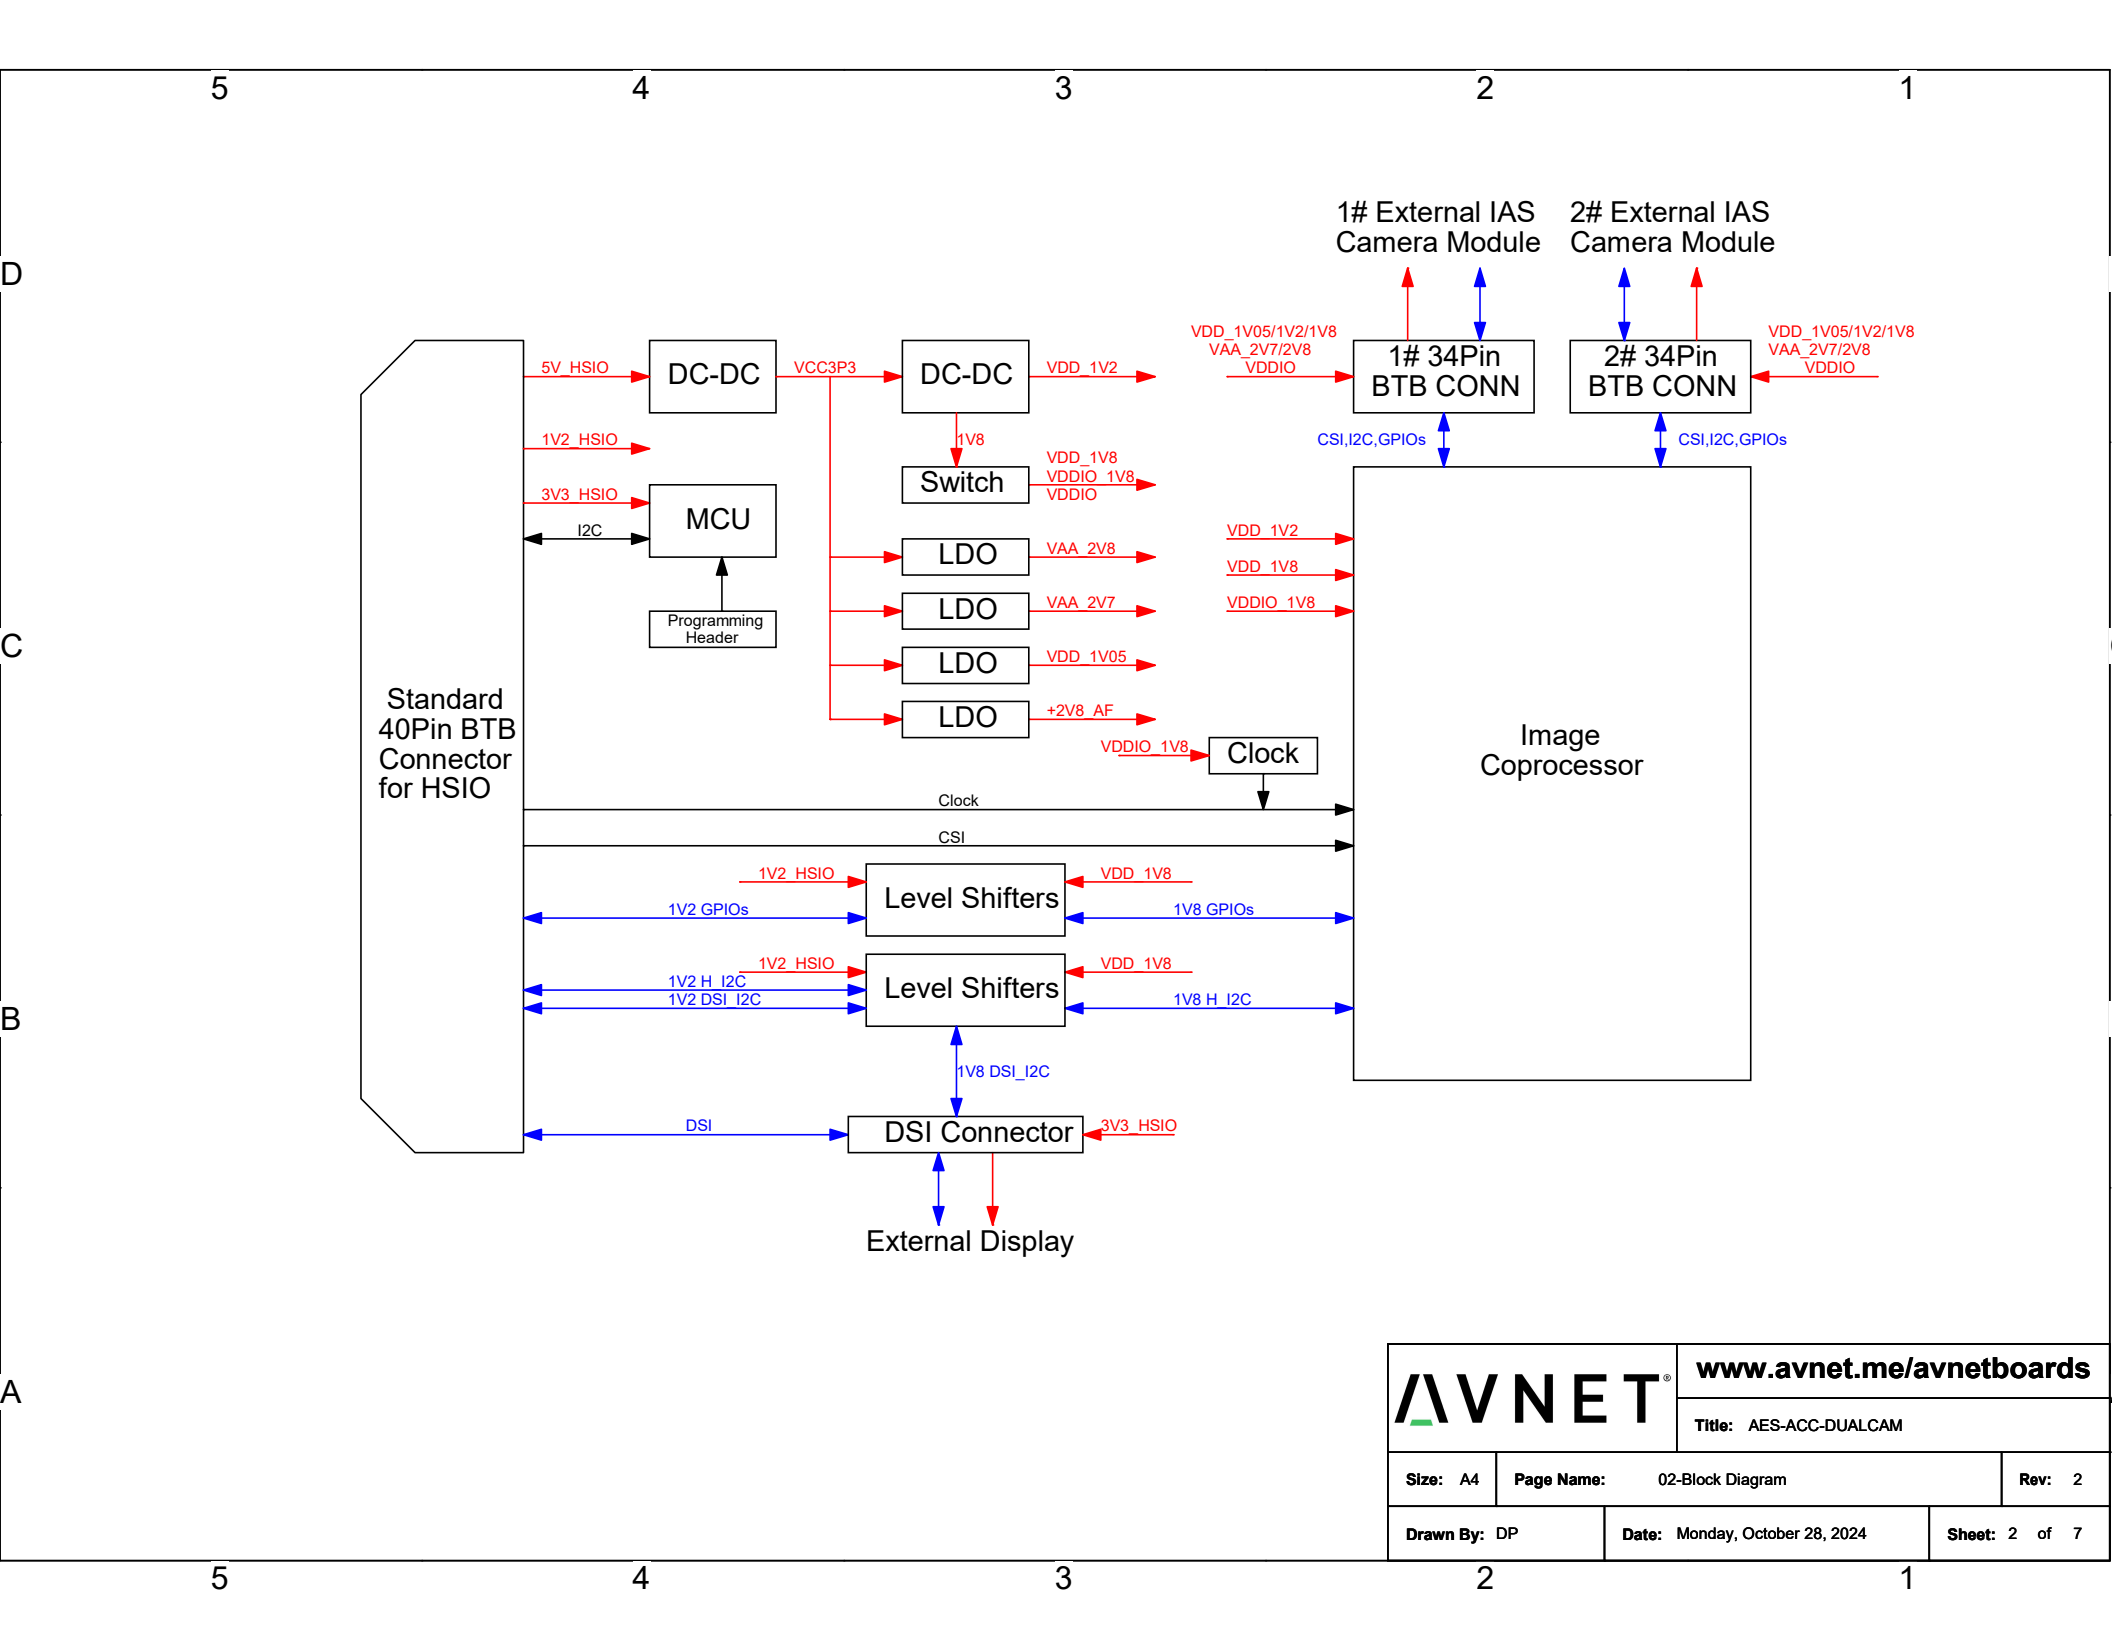 5 4 3 2 1
1# External IAS
Camera Module
2# External IAS
Camera Module
D
VDD_1V05/1V2/1V8
VAA_2V7/2V8
VDDIO
1# 34Pin
BTB CONN
2# 34Pin
BTB CONN
VDD_1V05/1V2/1V8
VAA_2V7/2V8
VDDIO
5V_HSIO
DC-DC
VCC3P3
DC-DC
VDD_1V2
1V2_HSIO
1V8
CSI,I2C,GPIOs
CSI,I2C,GPIOs
3V3_HSIO
MCU
I2C
Switch
VDD_1V8
VDDIO_1V8
VDDIO
LDO
VAA_2V8
VDD_1V2
VDD_1V8
LDO
VAA_2V7
VDDIO_1V8
Programming
Header
C
LDO
VDD_1V05
LDO
+2V8_AF
Standard
40Pin BTB
Connector
for HSIO
VDDIO_1V8
Clock
Image
Coprocessor
Clock
CSI
1V2_HSIO
Level Shifters
VDD_1V8
1V2 GPIOs
1V8 GPIOs
1V2_HSIO
Level Shifters
VDD_1V8
1V2 H_I2C
1V2 DSI_I2C
1V8 H_I2C
B
1V8 DSI_I2C
DSI
DSI Connector
3V3_HSIO
External Display
A
AVNET®
www.avnet.me/avnetboards
Title: AES-ACC-DUALCAM
Size: A4 Page Name: 02-Block Diagram Rev: 2
Drawn By: DP Date: Monday, October 28, 2024 Sheet: 2 of 7
5 4 3 2 1